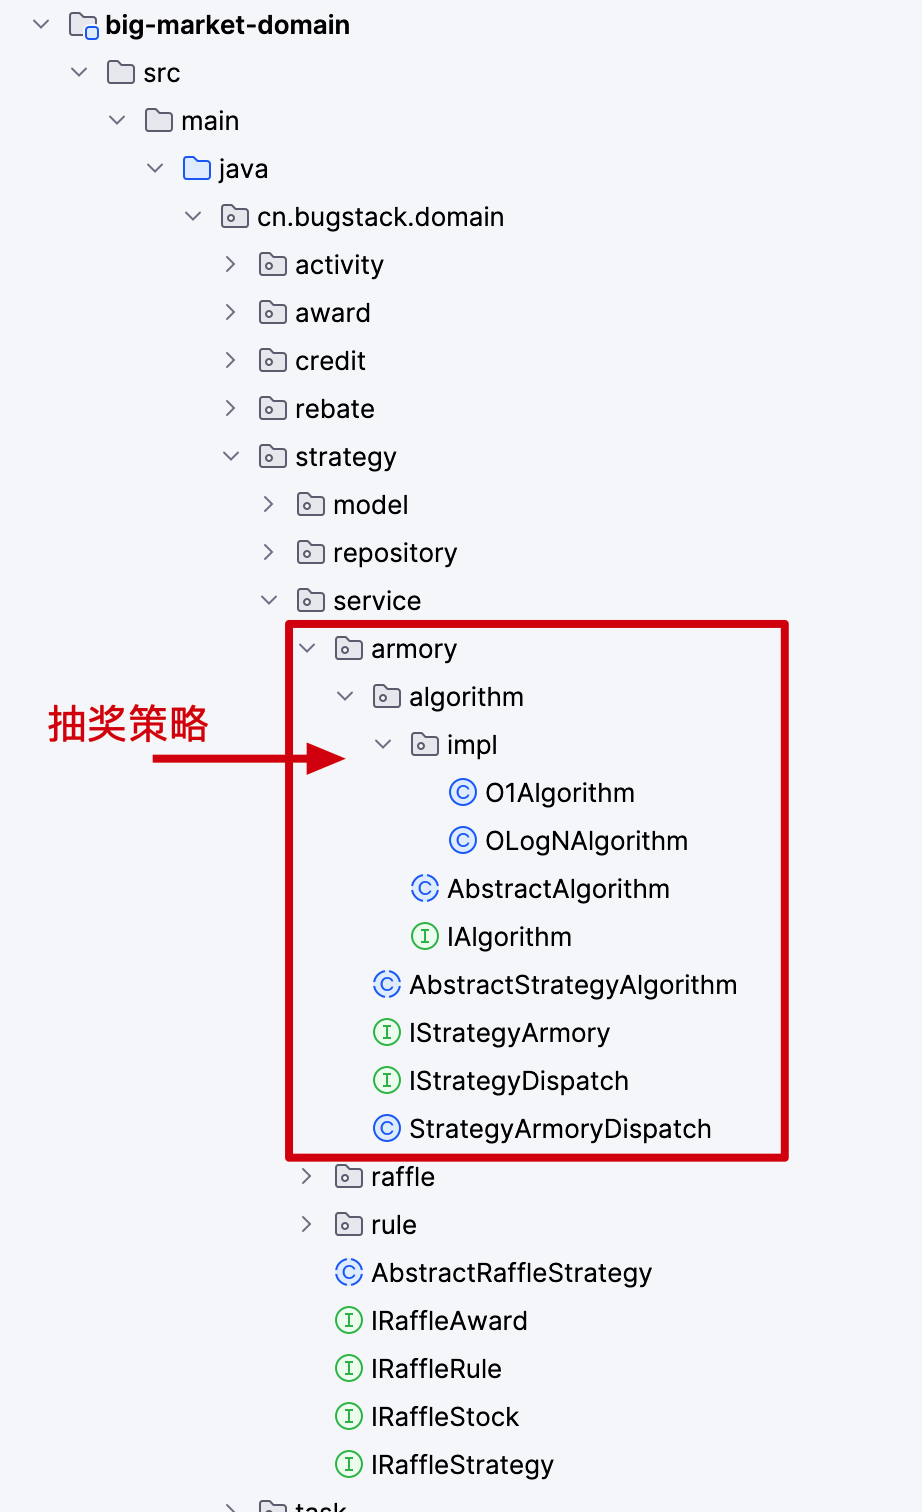 big-market-domain
src
main
java
cn.bugstack.domain
activity
award
credit
rebate
strategy
model
repository
service
armory
algorithm
抽奖策略
impl
O1Algorithm
OLogNAlgorithm
AbstractAlgorithm
IAlgorithm
AbstractStrategyAlgorithm
IStrategyArmory
IStrategyDispatch
StrategyArmoryDispatch
raffle
rule
AbstractRaffleStrategy
IRaffleAward
IRaffleRule
IRaffleStock
IRaffleStrategy
task